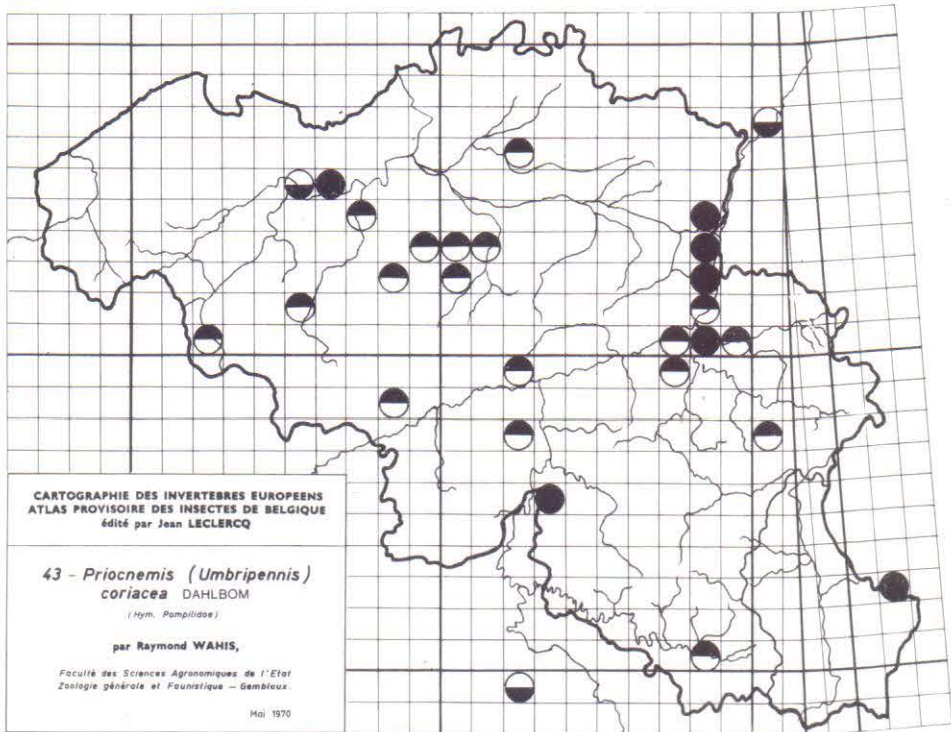 CARTOGRAPHIE DES INVERTEBRES EUROPEENS
ATLAS PROVISOIRE DES INSECTES DE BELGIQUE
édité par Jean LECLERCQ
43 - Priocnemis (Umbripennis)
coriacea DAHLBOM
(Hym. Pompilidae)
par Raymond WAHIS,
Faculté des Sciences Agronomiques de l'Etat
Zoologie générale et Faunistique — Gembloux.
Mai 1970